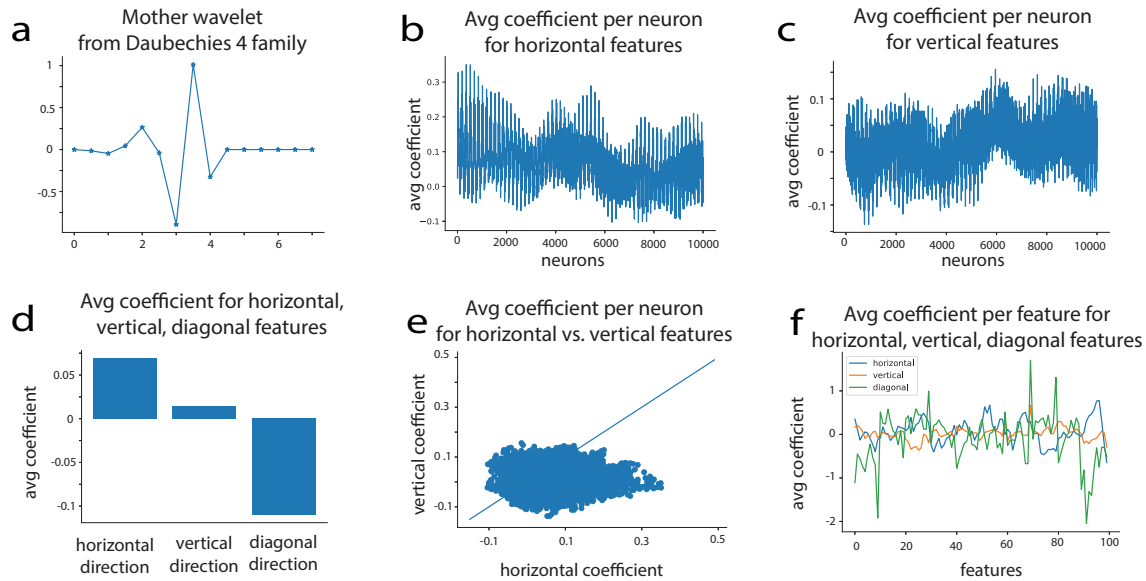 a
Mother wavelet
from Daubechies 4 family
1
0.5
0
-0.5
0
2
4
6
b
Avg coefficient per neuron
for horizontal features
avg coefficient
0.3
0.2
0.1
0.0
−0.1
0
2000
4000
6000
8000
10000
neurons
c
Avg coefficient per neuron
for vertical features
avg coefficient
0.1
0
-0.1
0
2000
4000
6000
8000
10000
neurons
d
Avg coefficient for horizontal,
vertical, diagonal features
avg coefficient
0.05
0
-0.05
-0.1
horizontal
direction
vertical
direction
diagonal
direction
e
Avg coefficient per neuron
for horizontal vs. vertical features
vertical coefficient
0.5
0.3
0.1
-0.1
-0.1
0.1
0.3
0.5
horizontal coefficient
f
Avg coefficient per feature for
horizontal, vertical, diagonal features
horizontal
vertical
diagonal
avg coefficient
1
0
-1
-2
0
20
40
60
80
100
features